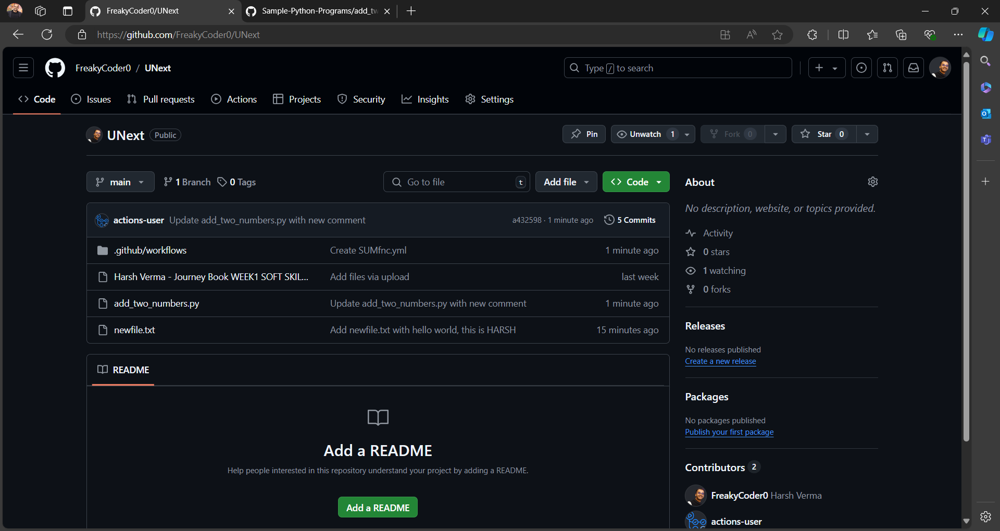 FreakyCoder0/UNext
Sample-Python-Programs/add_tw
https://github.com/FreakyCoder0/UNext
FreakyCoder0 / UNext
Type / to search
Code
Issues
Pull requests
Actions
Projects
Security
Insights
Settings
UNext Public
Pin
Unwatch 1
Fork 0
Star 0
main
1 Branch
0 Tags
Go to file t
Add file
Code
actions-user Update add_two_numbers.py with new comment a432598 · 1 minute ago 5 Commits
.github/workflows Create SUMfnc.yml 1 minute ago
Harsh Verma - Journey Book WEEK1 SOFT SKIL... Add files via upload last week
add_two_numbers.py Update add_two_numbers.py with new comment 1 minute ago
newfile.txt Add newfile.txt with hello world, this is HARSH 15 minutes ago
README
Add a README
Help people interested in this repository understand your project by adding a README.
Add a README
About
No description, website, or topics provided.
Activity
0 stars
1 watching
0 forks
Releases
No releases published
Create a new release
Packages
No packages published
Publish your first package
Contributors 2
FreakyCoder0 Harsh Verma
actions-user